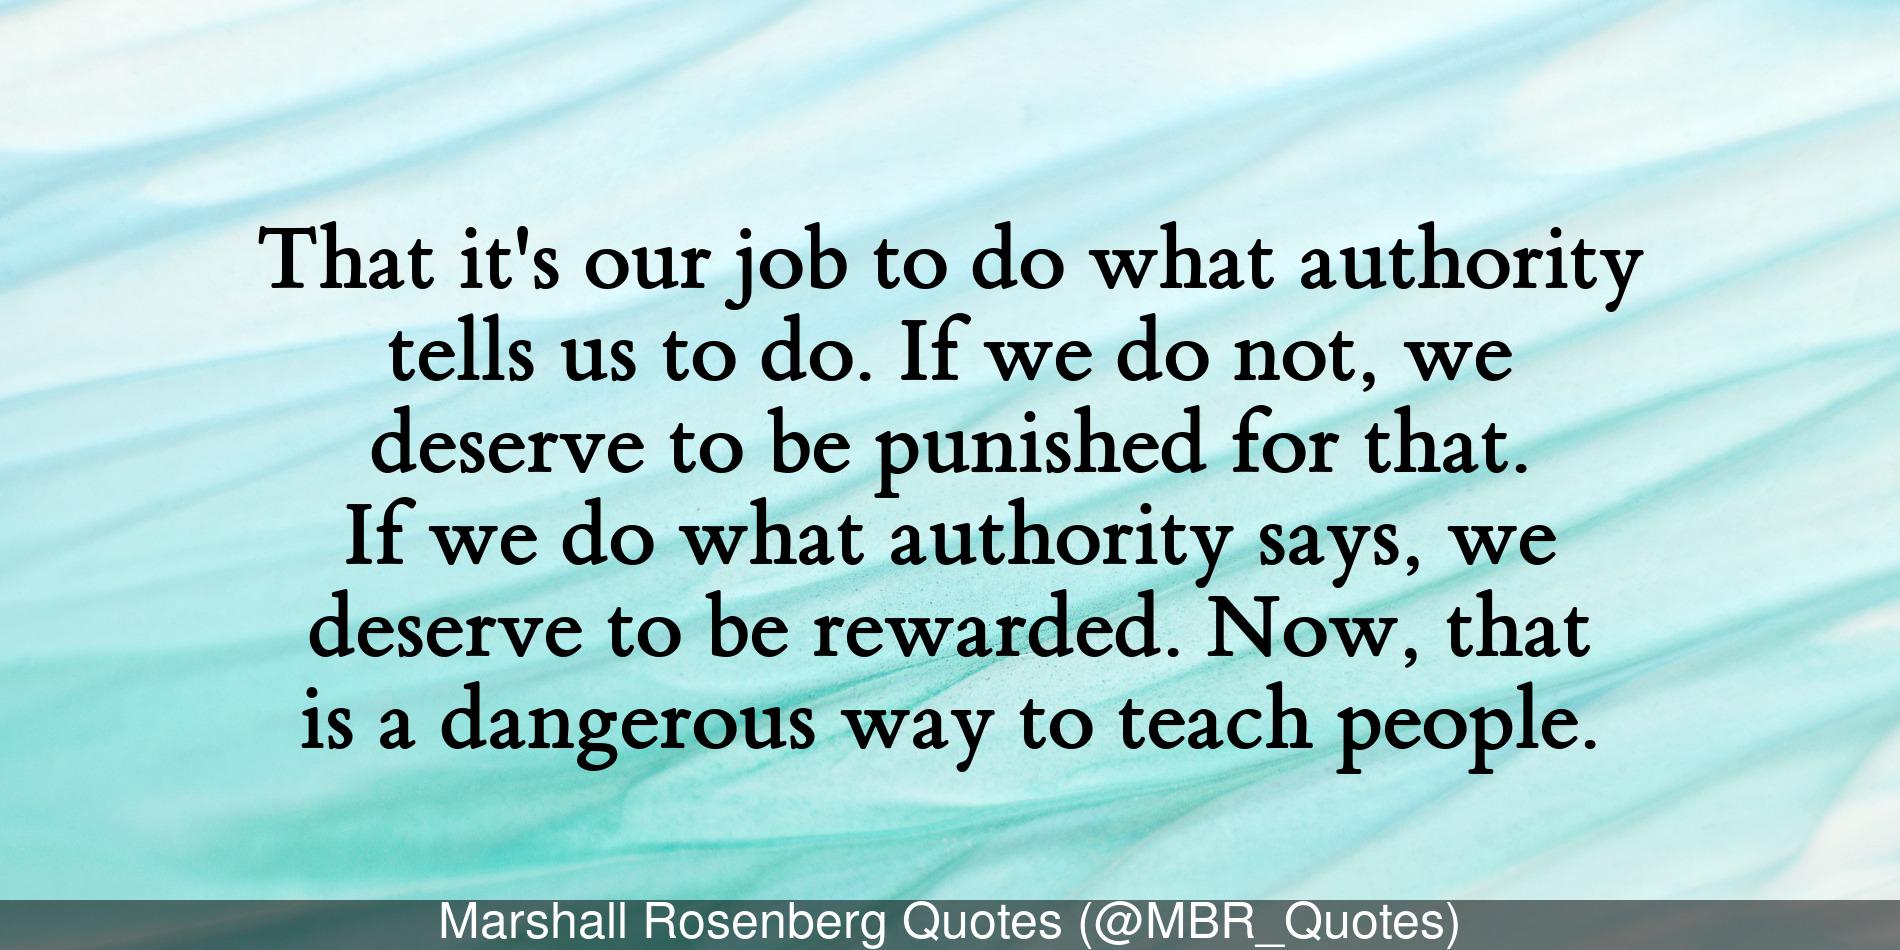 That it's our job to do what authority
tells us to do. If we do not, we
deserve to be punished for that.
If we do what authority says, we
deserve to be rewarded. Now, that
is a dangerous way to teach people.
Marshall Rosenberg Quotes (@MBR_Quotes)